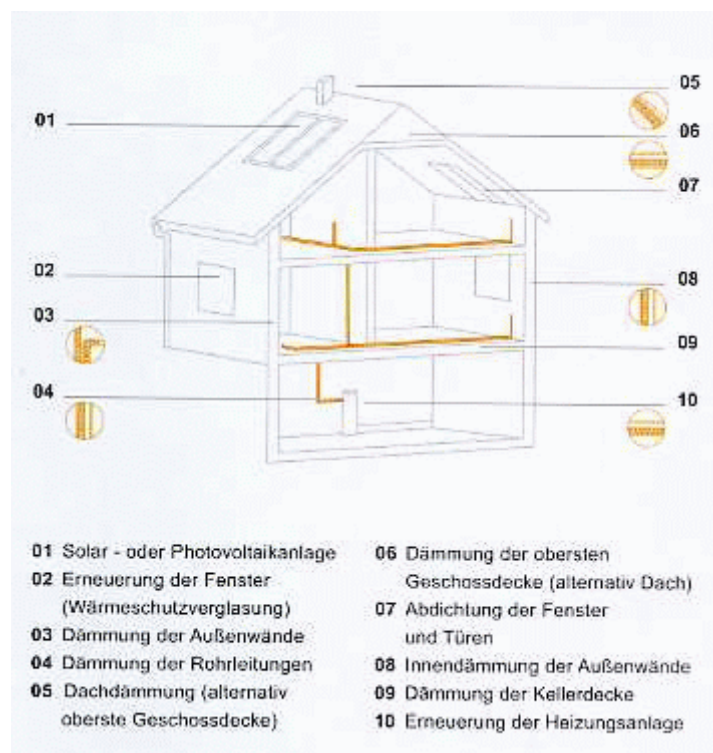 01
02
03
04
05
06
07
08
09
10
01 Solar - oder Photovoltaikanlage
02 Erneuerung der Fenster
(Wärmeschutzverglasung)
03 Dämmung der Außenwände
04 Dämmung der Rohrleitungen
05 Dachdämmung (alternativ
oberste Geschossdecke)
06 Dämmung der obersten
Geschossdecke (alternativ Dach)
07 Abdichtung der Fenster
und Türen
08 Innendämmung der Außenwände
09 Dämmung der Kellerdecke
10 Erneuerung der Heizungsanlage